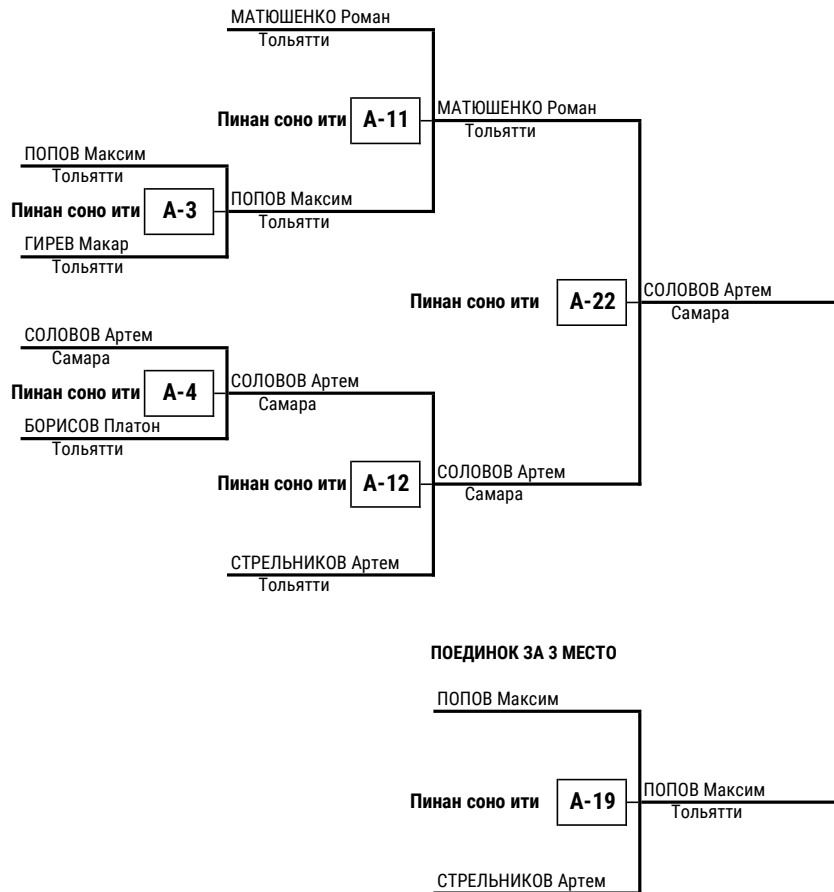 МАТЮШЕНКО Роман
Тольятти
Пинан соно ити A-11 МАТЮШЕНКО Роман
Тольятти
ПОПОВ Максим
Тольятти
Пинан соно ити A-3 ПОПОВ Максим
Тольятти
ГИРЕВ Макар
Тольятти
Пинан соно ити A-22 СОЛОВОВ Артем
Самара
СОЛОВОВ Артем
Самара
Пинан соно ити A-4 СОЛОВОВ Артем
Самара
БОРИСОВ Платон
Тольятти
Пинан соно ити A-12 СОЛОВОВ Артем
Самара
СТРЕЛЬНИКОВ Артем
Тольятти
ПОЕДИНОК ЗА 3 МЕСТО
ПОПОВ Максим
Пинан соно ити A-19 ПОПОВ Максим
Тольятти
СТРЕЛЬНИКОВ Артем